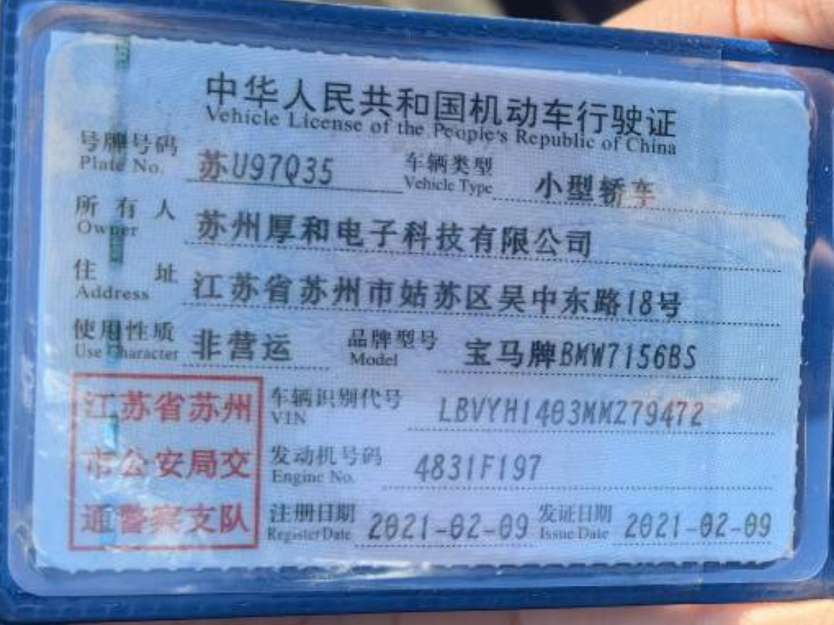 中华人民共和国机动车行驶证
Vehicle License of the People's Republic of China
号牌号码 苏U97Q35 车辆类型 小型轿车
Plate No. Vehicle Type
所有人 苏州厚和电子科技有限公司
Owner
住址 江苏省苏州市姑苏区吴中东路18号
Address
使用性质 非营运 品牌型号 宝马牌BMW7156BS
Use Character Model
江苏省苏州 车辆识别代号 LBVYH1403MMZ79472
VIN
市公安局交 发动机号码 4831F197
Engine No.
通警察支队 注册日期 2021-02-09 发证日期 2021-02-09
Register Date Issue Date